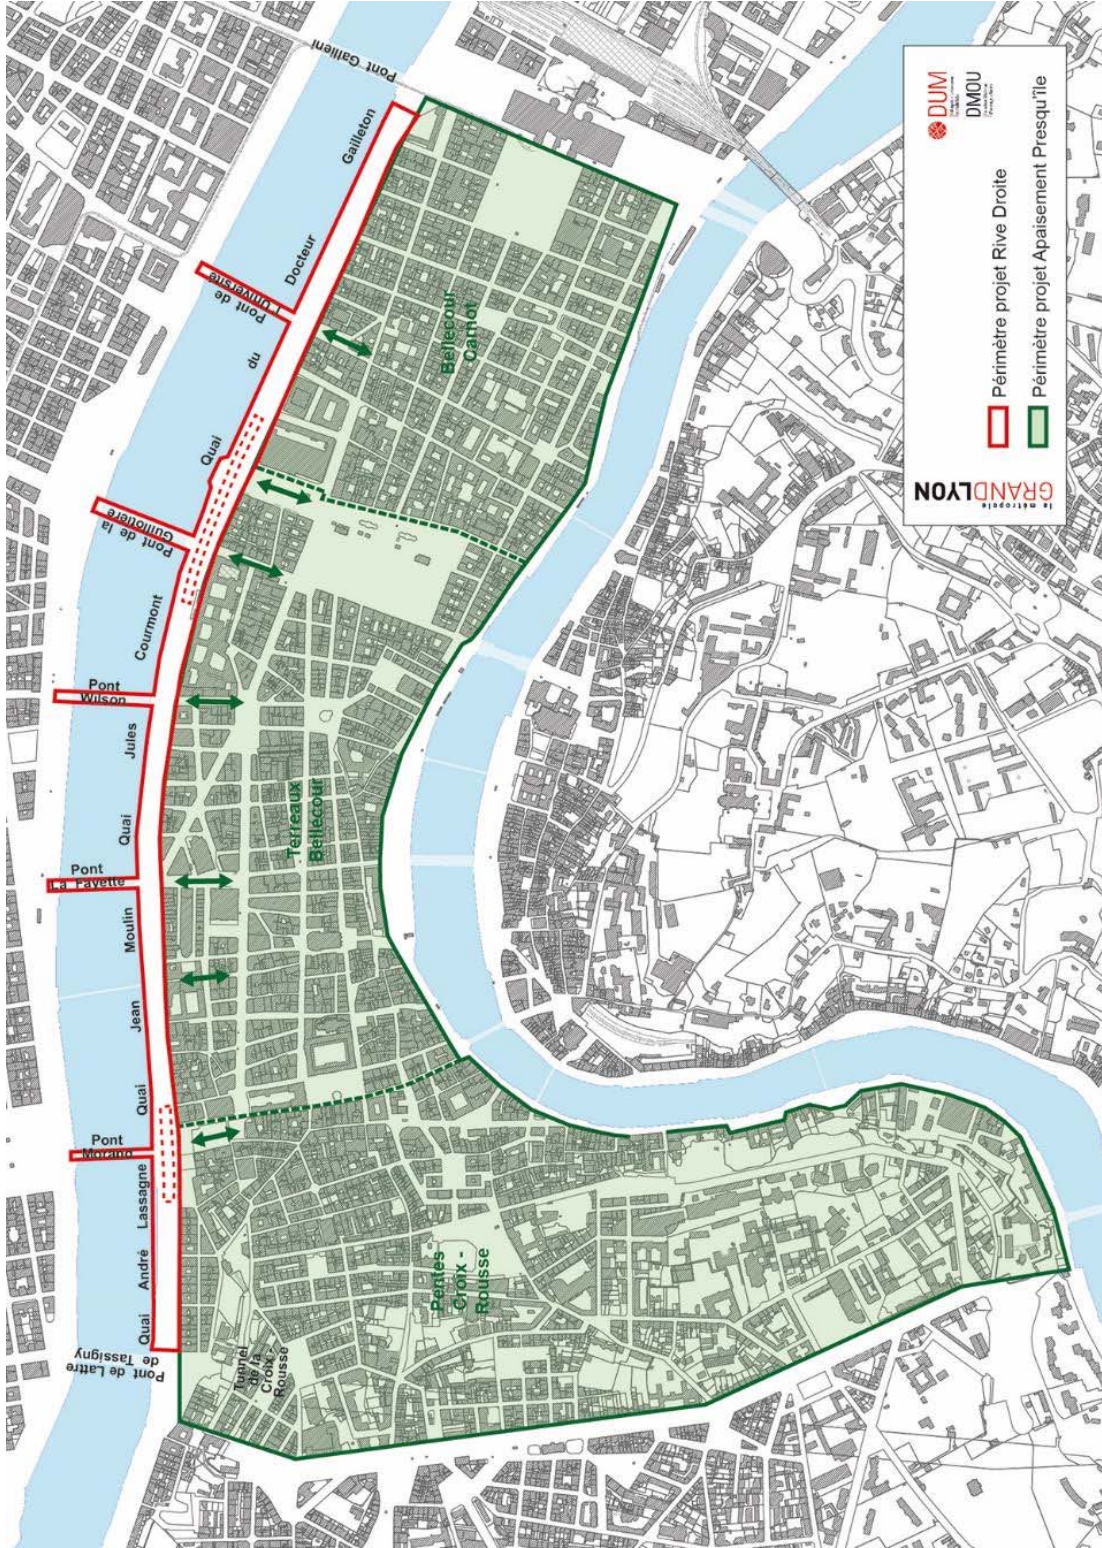 Pont Gallieni
Gailleton
Docteur
Pont de
l'Université
du
Quai
Pont de la
Guillotière
Courmont
Pont
Wilson
Jules
Quai
Pont
La Fayette
Moulin
Jean
Quai
Pont
Morand
Lassagne
André
Quai
Pont de Lattre
de Tassigny
Bellecour
Carnot
Terreaux
Bellecour
Pentes
Croix -
Rousse
Tunnel
de la
Croix -
Rousse
la métropole
GRANDLYON
DUM
DMOU
Périmètre projet Rive Droite
Périmètre projet Apaisement Presqu'île